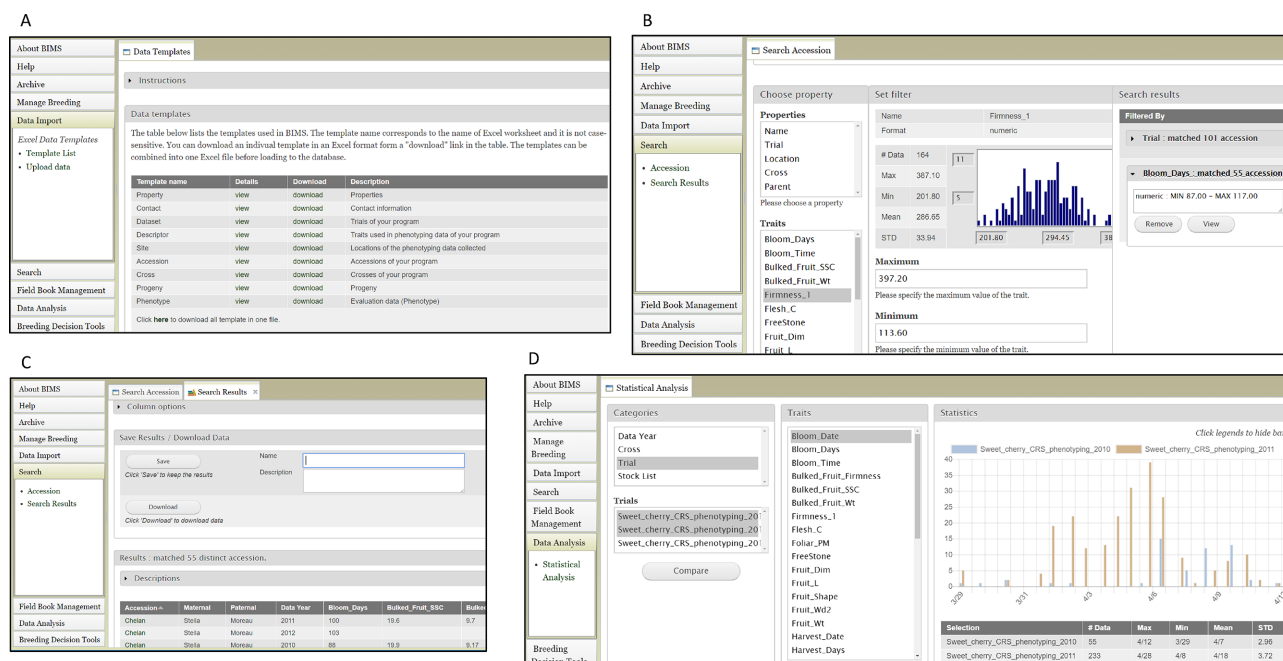 A
About BIMS
Help
Archive
Manage Breeding
Data Import
Excel Data Templates
• Template List
• Upload data
Search
Field Book Management
Data Analysis
Breeding Decision Tools
Data Templates
Instructions
Data templates
The table below lists the templates used in BIMS. The template name corresponds to the name of Excel worksheet and it is not case-
sensitive. You can download an indivual template in an Excel format form a "download" link in the table. The templates can be
combined into one Excel file before loading to the database.
Template name Details Download Description
Property view download Properties
Contact view download Contact information
Dataset view download Trials of your program
Descriptor view download Traits used in phenotyping data of your program
Site view download Locations of the phenotyping data collected
Accession view download Accessions of your program
Cross view download Crosses of your program
Progeny view download Progeny
Phenotype view download Evaluation data (Phenotype)
Click here to download all template in one file.
B
About BIMS
Help
Archive
Manage Breeding
Data Import
Search
• Accession
• Search Results
Field Book Management
Data Analysis
Breeding Decision Tools
Search Accession
Choose property
Properties
Name
Trial
Location
Cross
Parent
Please choose a property
Traits
Bloom_Days
Bloom_Time
Bulked_Fruit_SSC
Bulked_Fruit_Wt
Firmness_1
Flesh_C
FreeStone
Fruit_Dim
Fruit_L
Set filter
Name Firmness_1
Format numeric
# Data 164
Max 387.10
Min 201.80
Mean 286.65
STD 33.94
11
5
201.80 294.45 38
Maximum
397.20
Please specify the maximum value of the trait.
Minimum
113.60
Please specify the minimum value of the trait.
Search results
Filtered By
Trial : matched 101 accession
Bloom_Days : matched 55 accession
numeric : MIN 87.00 ~ MAX 117.00
Remove View
C
About BIMS
Help
Archive
Manage Breeding
Data Import
Search
• Accession
• Search Results
Field Book Management
Data Analysis
Breeding Decision Tools
Search Accession Search Results
Column options
Save Results / Download Data
Save
Click 'Save' to keep the results
Name
Description
Download
Click 'Download' to download data
Results : matched 55 distinct accession.
Descriptions
Accession Maternal Paternal Data Year Bloom_Days Bulked_Fruit_SSC Bulked
Chelan Stella Moreau 2011 100 19.6 9.7
Chelan Stella Moreau 2012 103
Chelan Stella Moreau 2010 88 19.9 9.17
D
About BIMS
Help
Archive
Manage
Breeding
Data Import
Search
Field Book
Management
Data Analysis
• Statistical
Analysis
Breeding
Decision Tools
Statistical Analysis
Categories
Data Year
Cross
Trial
Stock List
Trials
Sweet_cherry_CRS_phenotyping_201
Sweet_cherry_CRS_phenotyping_201
Sweet_cherry_CRS_phenotyping_201
Compare
Traits
Bloom_Date
Bloom_Days
Bloom_Time
Bulked_Fruit_Firmness
Bulked_Fruit_SSC
Bulked_Fruit_Wt
Firmness_1
Flesh_C
Foliar_PM
FreeStone
Fruit_Dim
Fruit_L
Fruit_Shape
Fruit_Wd2
Fruit_Wt
Harvest_Date
Harvest_Days
Statistics
Click legends to hide ba
Sweet_cherry_CRS_phenotyping_2010 Sweet_cherry_CRS_phenotyping_2011
40
35
30
25
20
15
10
5
0
3/29 3/31 4/3 4/6 4/9
Selection # Data Max Min Mean STD
Sweet_cherry_CRS_phenotyping_2010 55 4/12 3/29 4/7 2.96
Sweet_cherry_CRS_phenotyping_2011 233 4/28 4/8 4/18 3.72